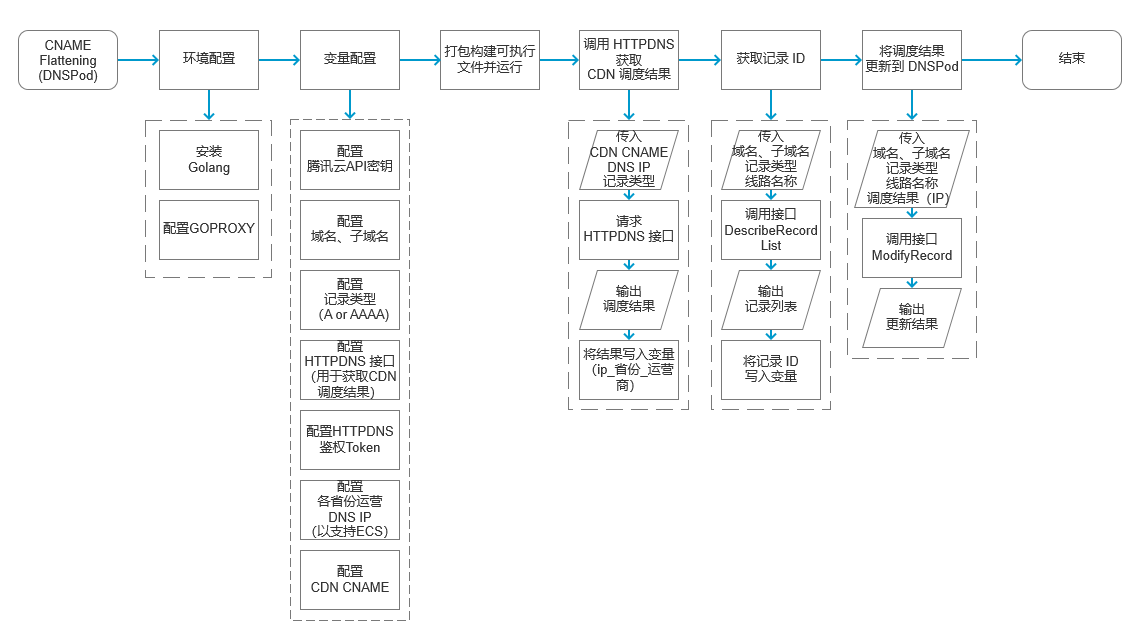 CNAME
Flattening
(DNSPod)
环境配置
变量配置
打包构建可执行
文件并运行
调用 HTTPDNS
获取
CDN 调度结果
获取记录 ID
将调度结果
更新到 DNSPod
结束
安装
Golang
配置GOPROXY
配置
腾讯云API密钥
配置
域名、子域名
配置
记录类型
（A or AAAA)
配置
HTTPDNS 接口
（用于获取CDN
调度结果）
配置HTTPDNS
鉴权Token
配置
各省份运营
DNS IP
（以支持ECS）
配置
CDN CNAME
传入
CDN CNAME
DNS IP
记录类型
请求
HTTPDNS 接口
输出
调度结果
将结果写入变量
（ip_省份_运营
商）
传入
域名、子域名
记录类型
线路名称
调用接口
DescribeRecord
List
输出
记录列表
将记录 ID
写入变量
传入
域名、子域名
记录类型
线路名称
调度结果（IP）
调用接口
ModifyRecord
输出
更新结果